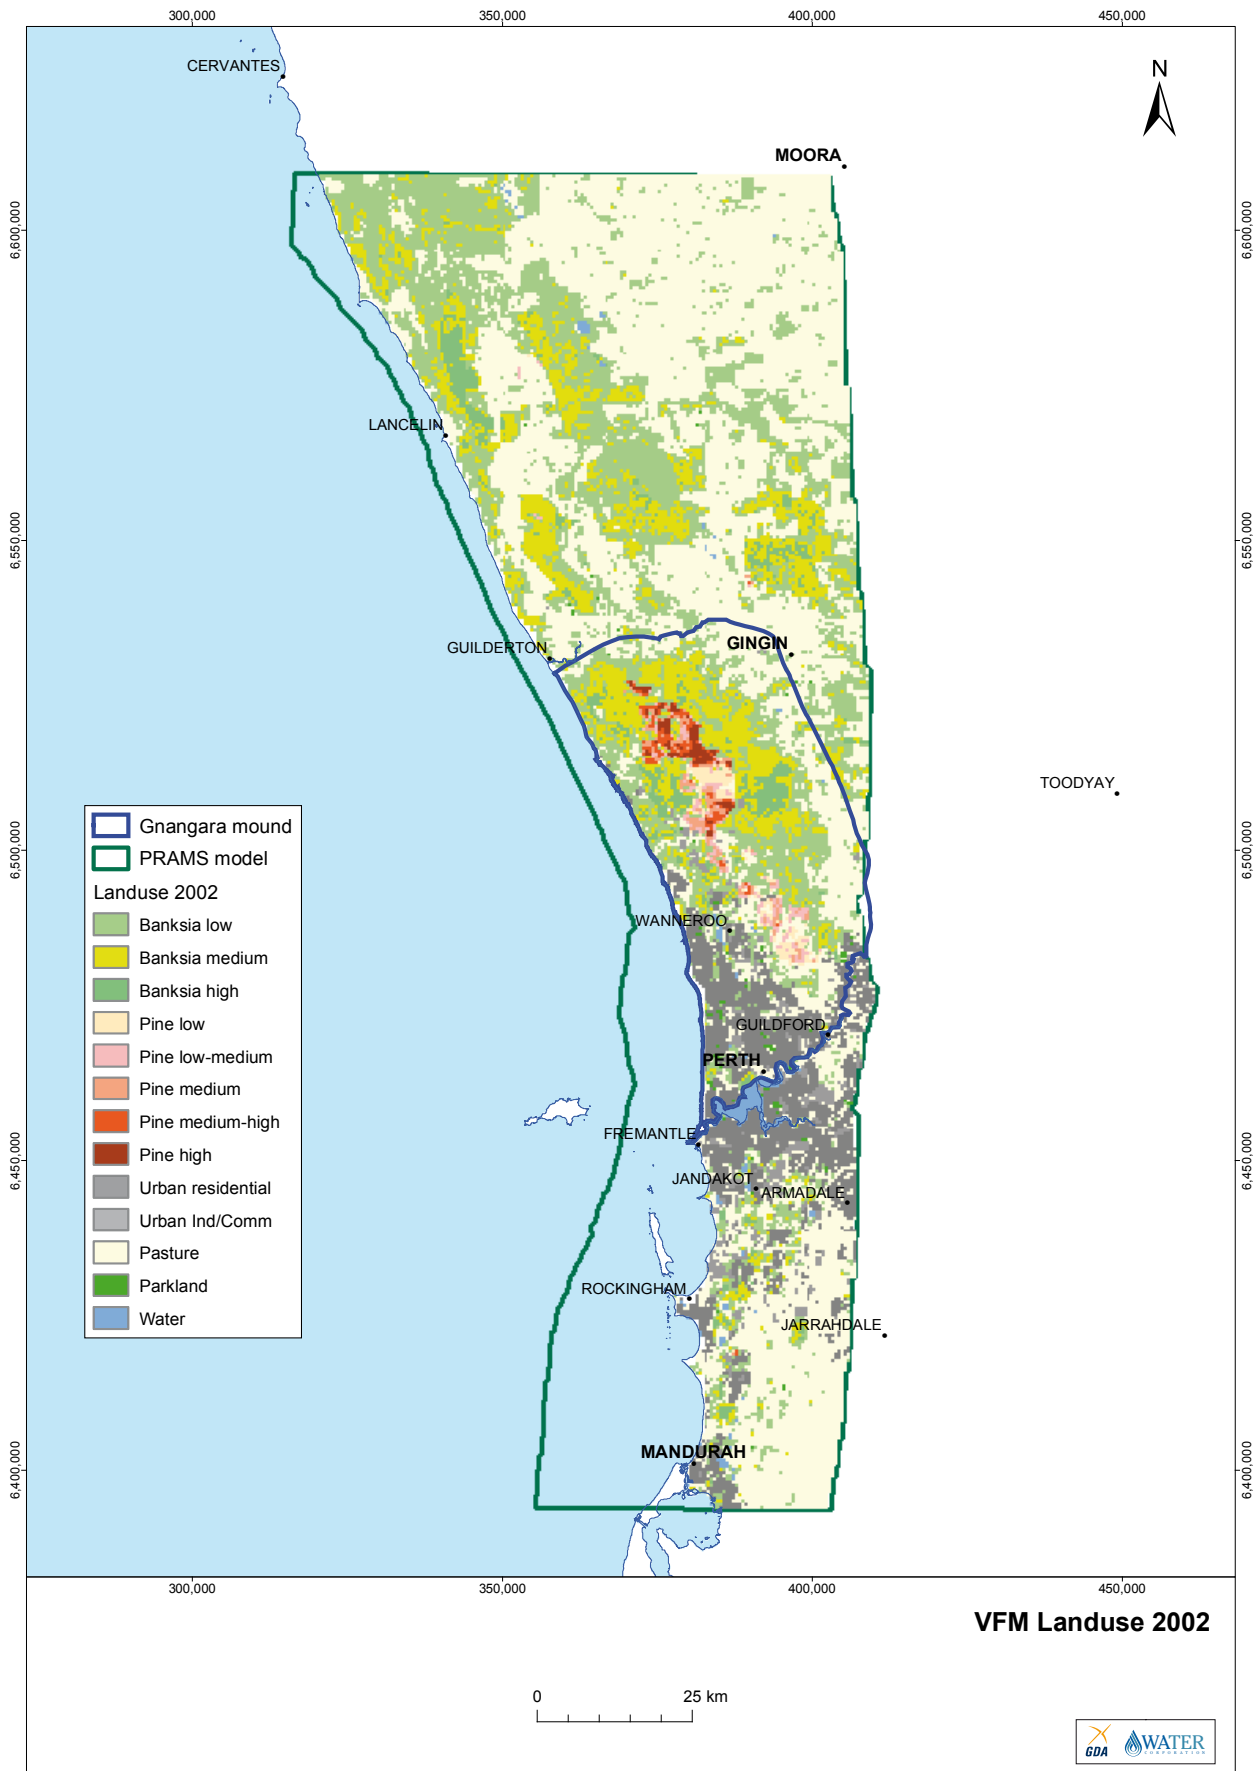 300,000
350,000
400,000
450,000
CERVANTES
N
MOORA
6,600,000
6,600,000
LANCELIN
6,550,000
6,550,000
GUILDERTON
GINGIN
TOODYAY
Gnangara mound
PRAMS model
Landuse 2002
Banksia low
Banksia medium
Banksia high
Pine low
Pine low-medium
Pine medium
Pine medium-high
Pine high
Urban residential
Urban Ind/Comm
Pasture
Parkland
Water
6,500,000
6,500,000
WANNEROO
GUILDFORD
PERTH
FREMANTLE
6,450,000
6,450,000
JANDAKOT
ARMADALE
ROCKINGHAM
JARRAHDALE
MANDURAH
6,400,000
6,400,000
300,000
350,000
400,000
450,000
VFM Landuse 2002
0
25 km
GDA
WATER
CORPORATION